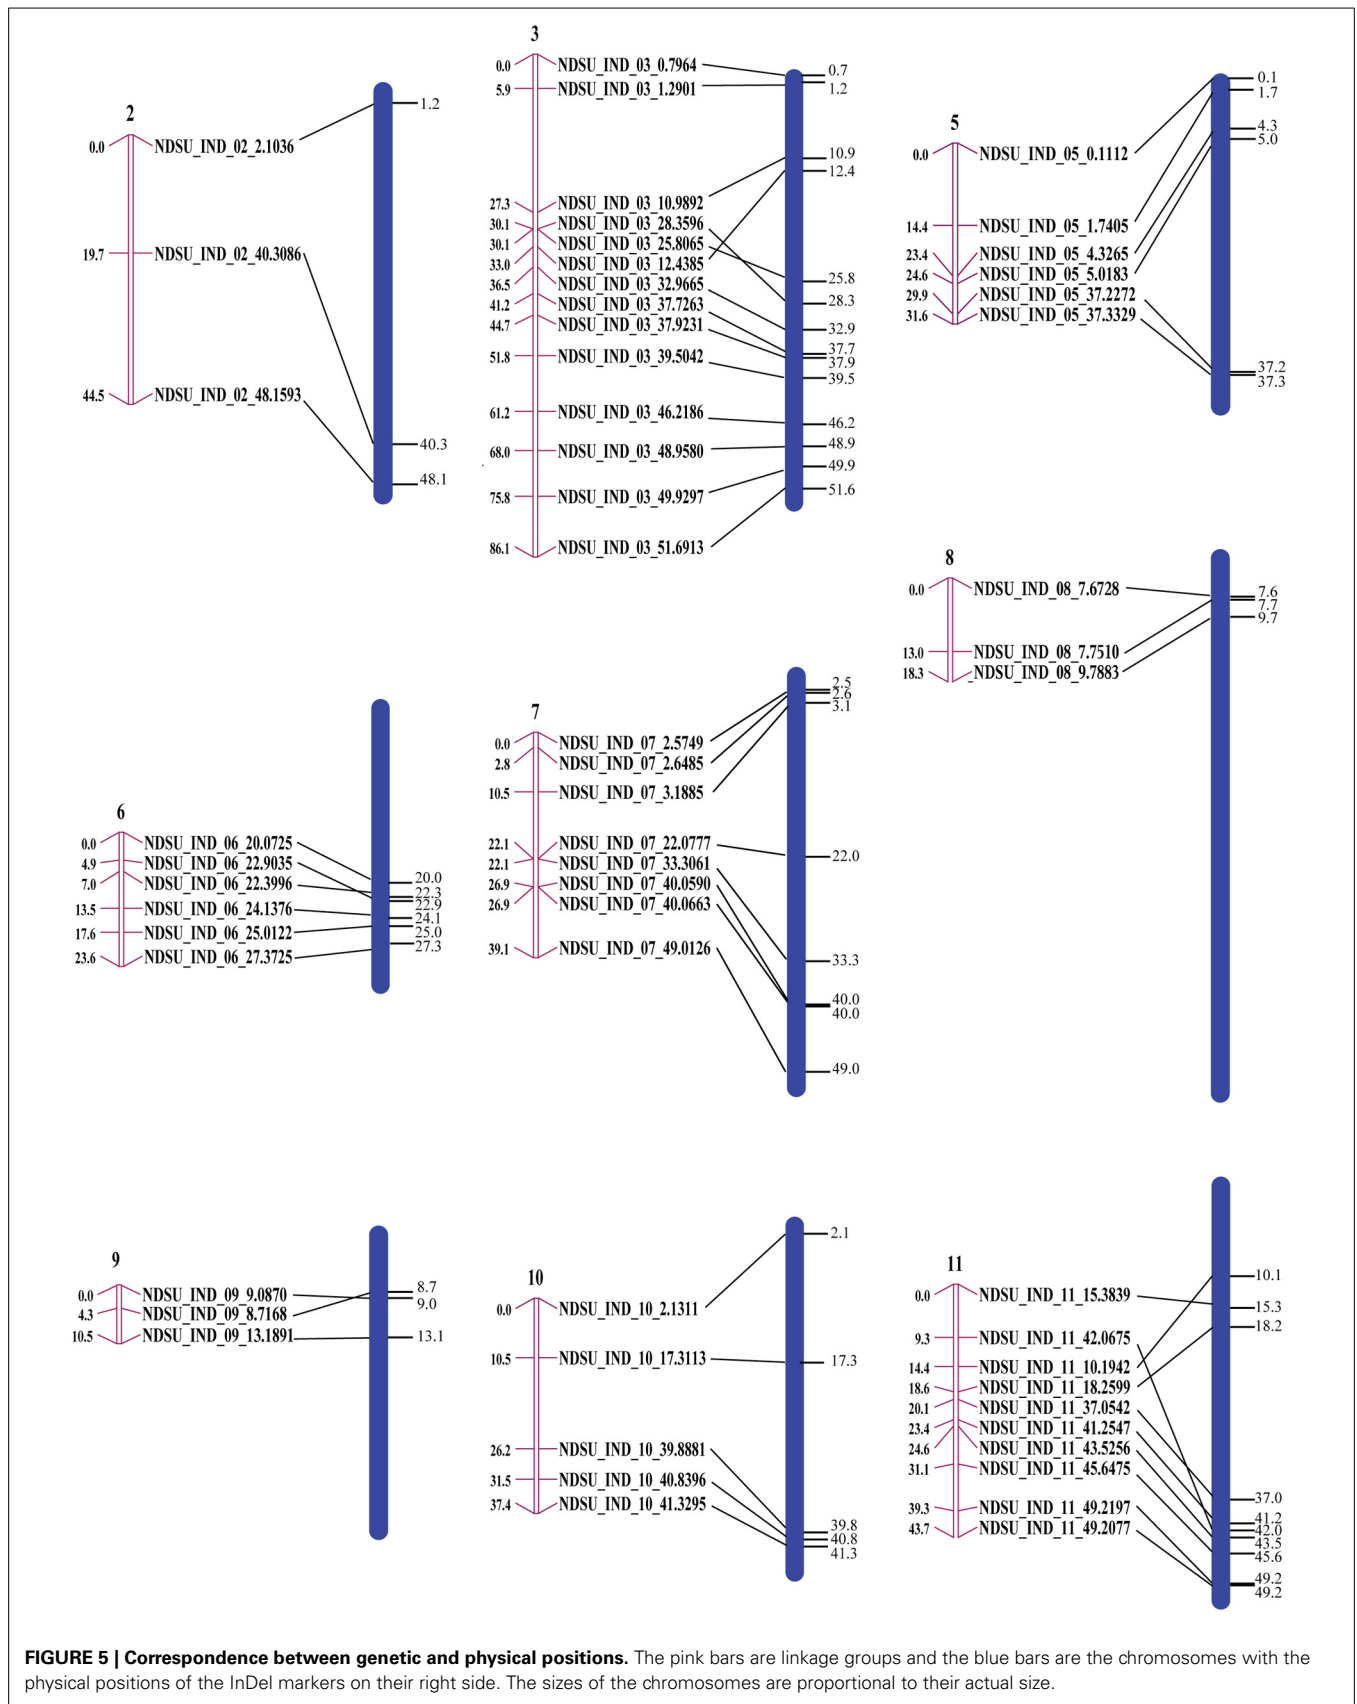 2
0.0 NDSU_IND_02_2.1036 1.2
19.7 NDSU_IND_02_40.3086
44.5 NDSU_IND_02_48.1593
40.3
48.1
3
0.0 NDSU_IND_03_0.7964 0.7
5.9 NDSU_IND_03_1.2901 1.2
10.9
12.4
27.3 NDSU_IND_03_10.9892
30.1 NDSU_IND_03_28.3596
30.1 NDSU_IND_03_25.8065
33.0 NDSU_IND_03_12.4385
36.5 NDSU_IND_03_32.9665
41.2 NDSU_IND_03_37.7263
44.7 NDSU_IND_03_37.9231
51.8 NDSU_IND_03_39.5042
61.2 NDSU_IND_03_46.2186
68.0 NDSU_IND_03_48.9580
75.8 NDSU_IND_03_49.9297
86.1 NDSU_IND_03_51.6913
25.8
28.3
32.9
37.7
37.9
39.5
46.2
48.9
49.9
51.6
5
0.0 NDSU_IND_05_0.1112
14.4 NDSU_IND_05_1.7405
23.4 NDSU_IND_05_4.3265
24.6 NDSU_IND_05_5.0183
29.9 NDSU_IND_05_37.2272
31.6 NDSU_IND_05_37.3329
0.1
1.7
4.3
5.0
37.2
37.3
6
0.0 NDSU_IND_06_20.0725
4.9 NDSU_IND_06_22.9035
7.0 NDSU_IND_06_22.3996
13.5 NDSU_IND_06_24.1376
17.6 NDSU_IND_06_25.0122
23.6 NDSU_IND_06_27.3725
20.0
22.3
22.9
24.1
25.0
27.3
7
0.0 NDSU_IND_07_2.5749
2.8 NDSU_IND_07_2.6485
10.5 NDSU_IND_07_3.1885
22.1 NDSU_IND_07_22.0777
22.1 NDSU_IND_07_33.3061
26.9 NDSU_IND_07_40.0590
26.9 NDSU_IND_07_40.0663
39.1 NDSU_IND_07_49.0126
2.5
2.6
3.1
22.0
33.3
40.0
40.0
49.0
8
0.0 NDSU_IND_08_7.6728
13.0 NDSU_IND_08_7.7510
18.3 NDSU_IND_08_9.7883
7.6
7.7
9.7
9
0.0 NDSU_IND_09_9.0870
4.3 NDSU_IND_09_8.7168
10.5 NDSU_IND_09_13.1891
8.7
9.0
13.1
10
0.0 NDSU_IND_10_2.1311
10.5 NDSU_IND_10_17.3113
26.2 NDSU_IND_10_39.8881
31.5 NDSU_IND_10_40.8396
37.4 NDSU_IND_10_41.3295
2.1
17.3
39.8
40.8
41.3
11
0.0 NDSU_IND_11_15.3839
9.3 NDSU_IND_11_42.0675
14.4 NDSU_IND_11_10.1942
18.6 NDSU_IND_11_18.2599
20.1 NDSU_IND_11_37.0542
23.4 NDSU_IND_11_41.2547
24.6 NDSU_IND_11_43.5256
31.1 NDSU_IND_11_45.6475
39.3 NDSU_IND_11_49.2197
43.7 NDSU_IND_11_49.2077
10.1
15.3
18.2
37.0
41.2
42.0
43.5
45.6
49.2
49.2
FIGURE 5 | Correspondence between genetic and physical positions. The pink bars are linkage groups and the blue bars are the chromosomes with the
physical positions of the InDel markers on their right side. The sizes of the chromosomes are proportional to their actual size.